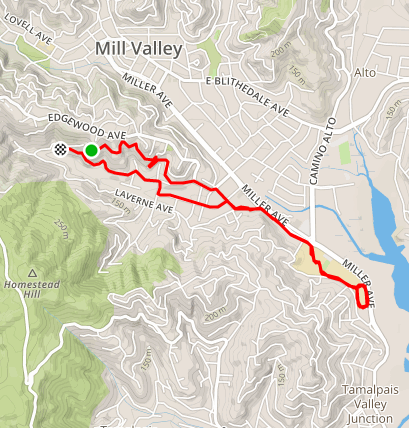 LOVELL AVE
Mill Valley
MILLER AVE
E BLITHEDALE AVE
200 m
150 m
Alto
150 m
EDGEWOOD AVE
CAMINO ALTO
LAVERNE AVE
150 m
MILLER AVE
250 m
Homestead
Hill
MILLER AVE
200 m
150 m
150 m
Tamalpais
Valley
Junction